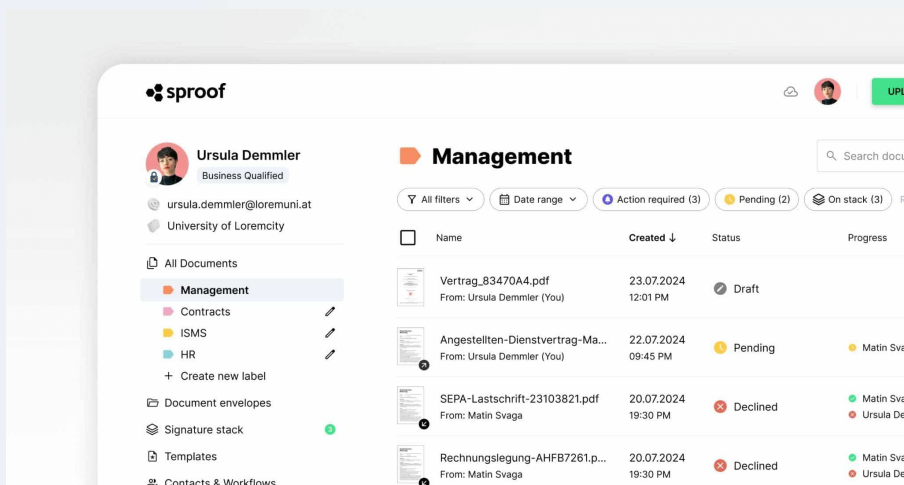 sproof
UPL
Ursula Demmler
Business Qualified
ursula.demmler@loremuni.at
University of Loremcity
All Documents
Management
Contracts
ISMS
HR
+ Create new label
Document envelopes
Signature stack 3
Templates
Contacts & Workflows
Management
Search docu
All filters
Date range
Action required (3)
Pending (2)
On stack (3)
Name Created ↓ Status Progress
Vertrag_83470A4.pdf 23.07.2024 Draft
From: Ursula Demmler (You) 12:01 PM
Angestellten-Dienstvertrag-Ma... 22.07.2024 Pending Matin Sva
From: Ursula Demmler (You) 09:45 PM
SEPA-Lastschrift-23103821.pdf 20.07.2024 Declined Matin Sva
From: Matin Svaga 19:30 PM Ursula De
Rechnungslegung-AHFB7261.p... 20.07.2024 Declined Matin Sva
From: Matin Svaga 19:30 PM Ursula De